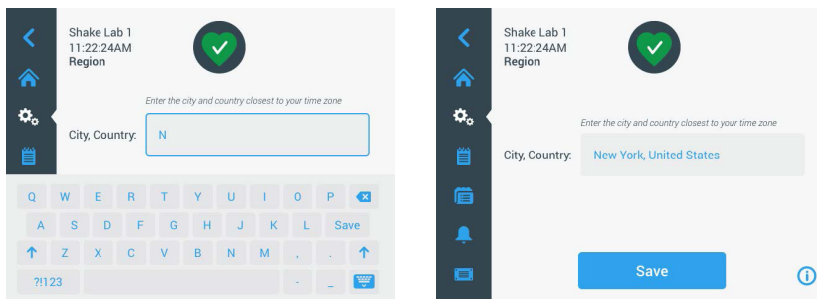 Shake Lab 1
11:22:24AM
Region
Enter the city and country closest to your time zone
City, Country: N
Q W E R T Y U I O P
A S D F G H J K L Save
Z X C V B N M , .
?!123 - _
Shake Lab 1
11:22:24AM
Region
Enter the city and country closest to your time zone
City, Country: New York, United States
Save